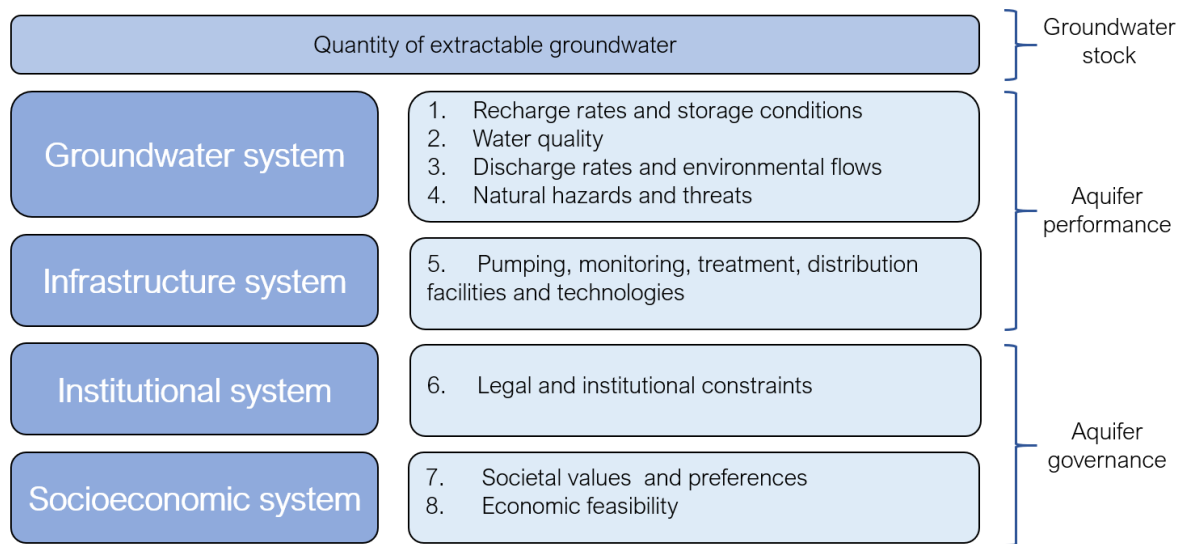 Quantity of extractable groundwater
Groundwater
stock
Groundwater system
1. Recharge rates and storage conditions
2. Water quality
3. Discharge rates and environmental flows
4. Natural hazards and threats
Aquifer
performance
Infrastructure system
5. Pumping, monitoring, treatment, distribution
facilities and technologies
Institutional system
6. Legal and institutional constraints
Aquifer
governance
Socioeconomic system
7. Societal values and preferences
8. Economic feasibility